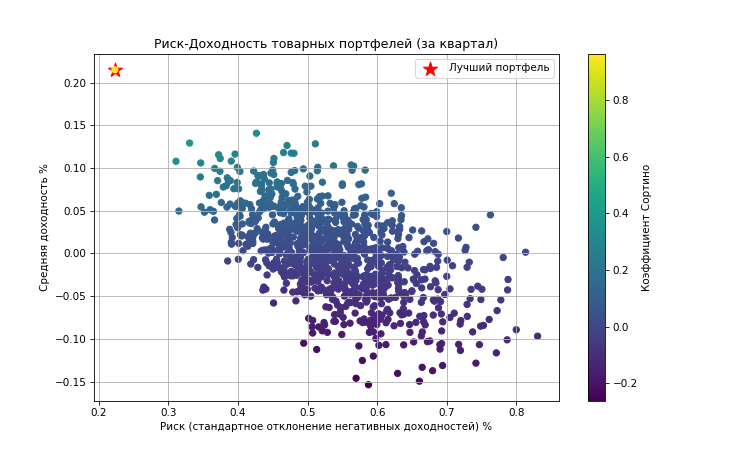 Риск-Доходность товарных портфелей (за квартал)
Лучший портфель
Средняя доходность %
0.20
0.15
0.10
0.05
0.00
−0.05
−0.10
−0.15
0.2 0.3 0.4 0.5 0.6 0.7 0.8
Риск (стандартное отклонение негативных доходностей) %
0.8
0.6
0.4
0.2
0.0
−0.2
Коэффициент Сортино